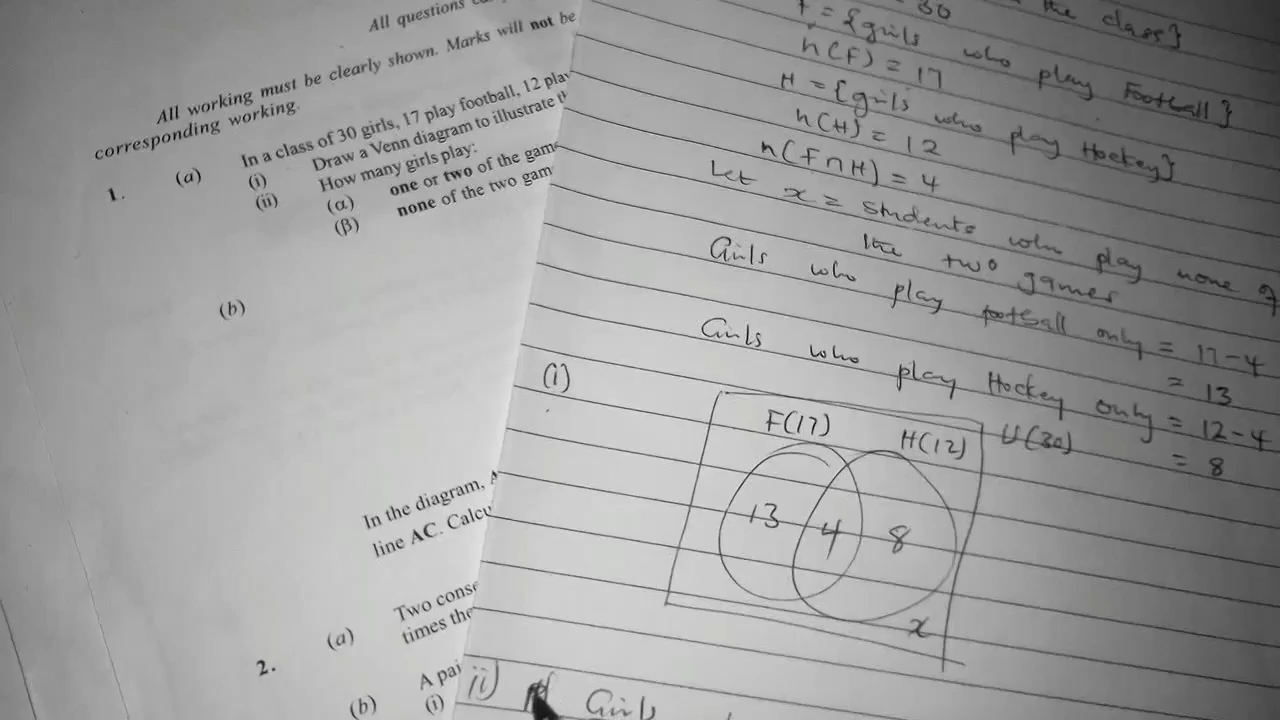 All questions
All working must be clearly shown. Marks will not be
corresponding working.
1. (a) In a class of 30 girls, 17 play football, 12 play
(i) Draw a Venn diagram to illustrate
(ii) How many girls play:
(α) one or two of the
(β) none of the two
(b)
In the diagram,
line AC.
2. (a) Two
times the
(b) (i) A
30
the class}
= {girls who play Football}
n(F) = 17
H = {girls who play Hockey}
n(H) = 12
n(F∩H) = 4
Let x = students who play none of
the two games
Girls who play football only = 17-4
= 13
Girls who play Hockey only = 12-4
= 8
(i)
F(17) H(12) U(30)
13 4 8
x
ii) Girls